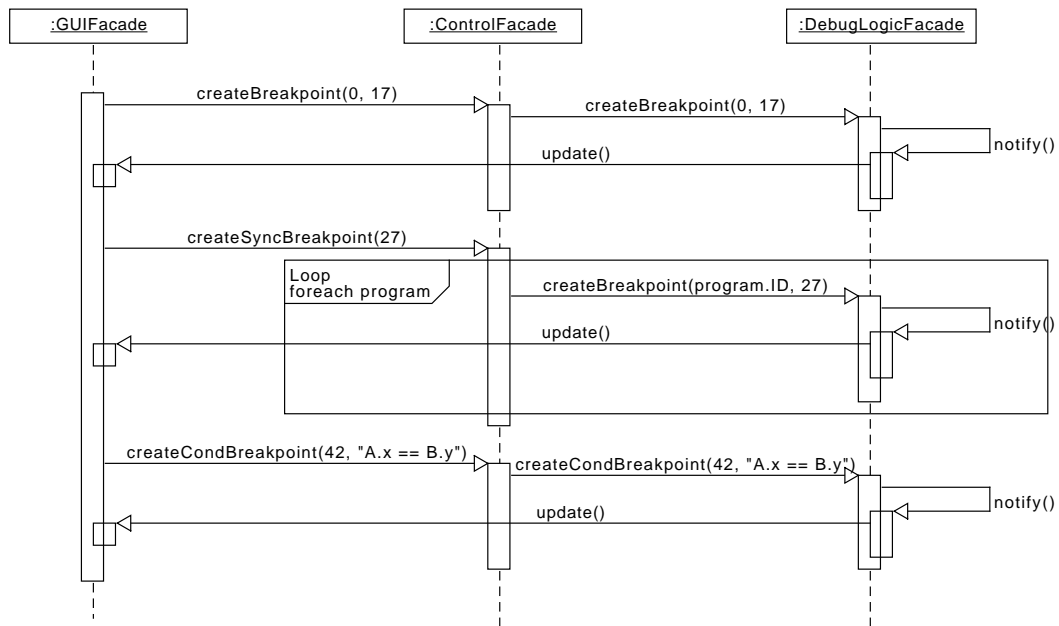 :GUIFacade
:ControlFacade
:DebugLogicFacade
createBreakpoint(0, 17)
createBreakpoint(0, 17)
notify()
update()
createSyncBreakpoint(27)
Loop
foreach program
createBreakpoint(program.ID, 27)
notify()
update()
createCondBreakpoint(42, "A.x == B.y")
createCondBreakpoint(42, "A.x == B.y")
notify()
update()